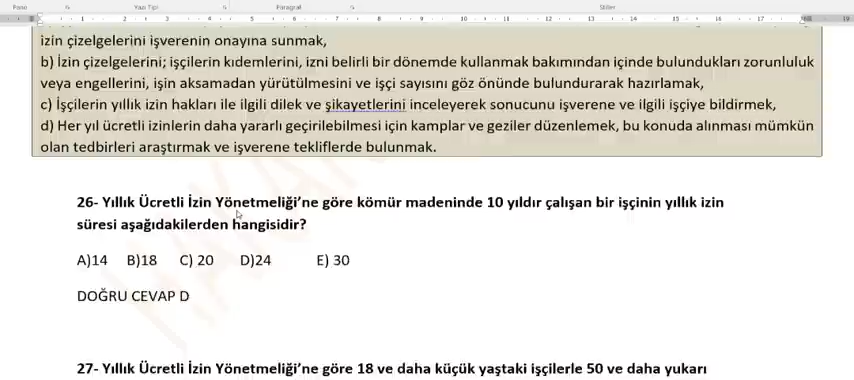 Pano Yazı Tipi Paragraf Stiller
izin çizelgelerini işverenin onayına sunmak,
b) İzin çizelgelerini; işçilerin kıdemlerini, izni belirli bir dönemde kullanmak bakımından içinde bulundukları zorunluluk
veya engellerini, işin aksamadan yürütülmesini ve işçi sayısını göz önünde bulundurarak hazırlamak,
c) İşçilerin yıllık izin hakları ile ilgili dilek ve şikayetlerini inceleyerek sonucunu işverene ve ilgili işçiye bildirmek,
d) Her yıl ücretli izinlerin daha yararlı geçirilebilmesi için kamplar ve geziler düzenlemek, bu konuda alınması mümkün
olan tedbirleri araştırmak ve işverene tekliflerde bulunmak.
26- Yıllık Ücretli İzin Yönetmeliği’ne göre kömür madeninde 10 yıldır çalışan bir işçinin yıllık izin
süresi aşağıdakilerden hangisidir?
A)14 B)18 C) 20 D)24 E) 30
DOĞRU CEVAP D
27- Yıllık Ücretli İzin Yönetmeliği’ne göre 18 ve daha küçük yaştaki işçilerle 50 ve daha yukarı